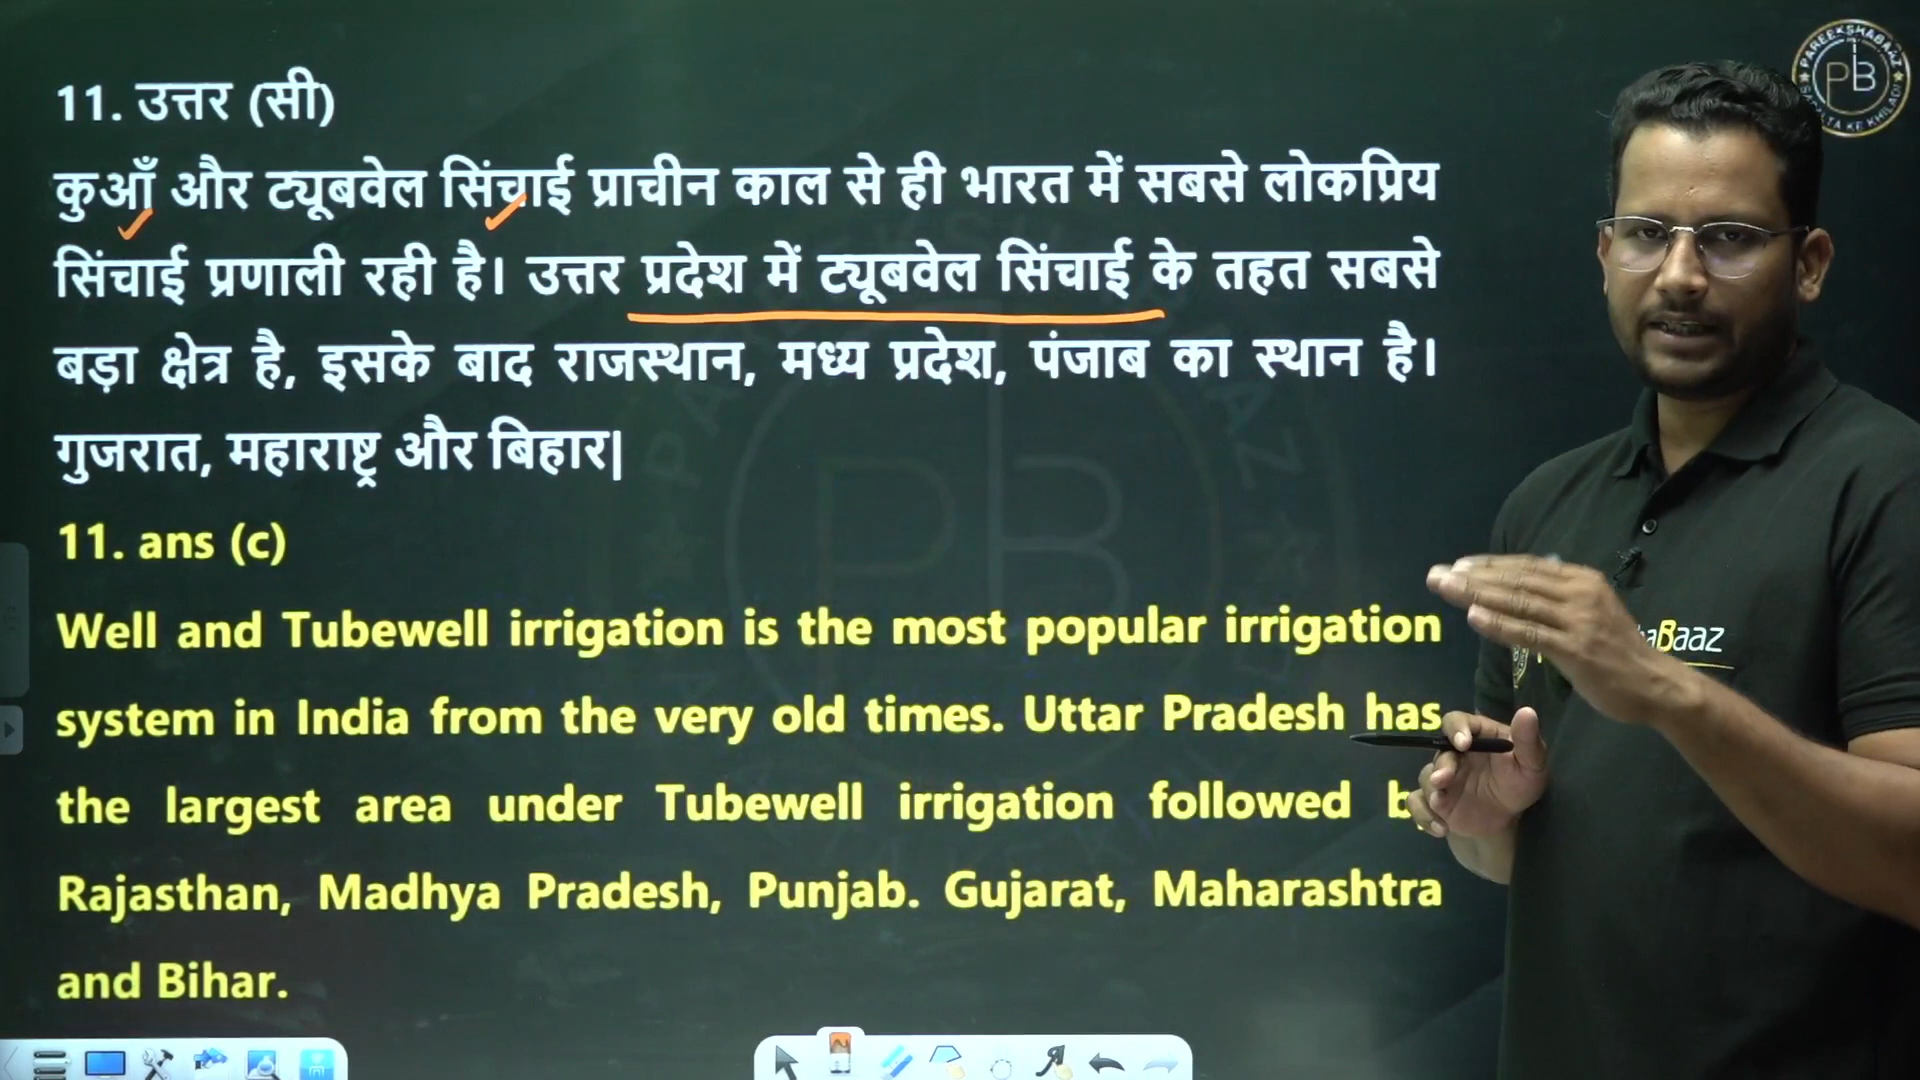 11. उत्तर (सी)
कुआँ और ट्यूबवेल सिंचाई प्राचीन काल से ही भारत में सबसे लोकप्रिय
सिंचाई प्रणाली रही है। उत्तर प्रदेश में ट्यूबवेल सिंचाई के तहत सबसे
बड़ा क्षेत्र है, इसके बाद राजस्थान, मध्य प्रदेश, पंजाब का स्थान है।
गुजरात, महाराष्ट्र और बिहार|
11. ans (c)
Well and Tubewell irrigation is the most popular irrigation
system in India from the very old times. Uttar Pradesh has
the largest area under Tubewell irrigation followed
Rajasthan, Madhya Pradesh, Punjab. Gujarat, Maharashtra
and Bihar.
PAREEKSHABAAZ
PB